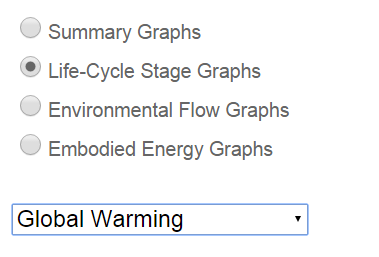 Summary Graphs
Life-Cycle Stage Graphs
Environmental Flow Graphs
Embodied Energy Graphs
Global Warming